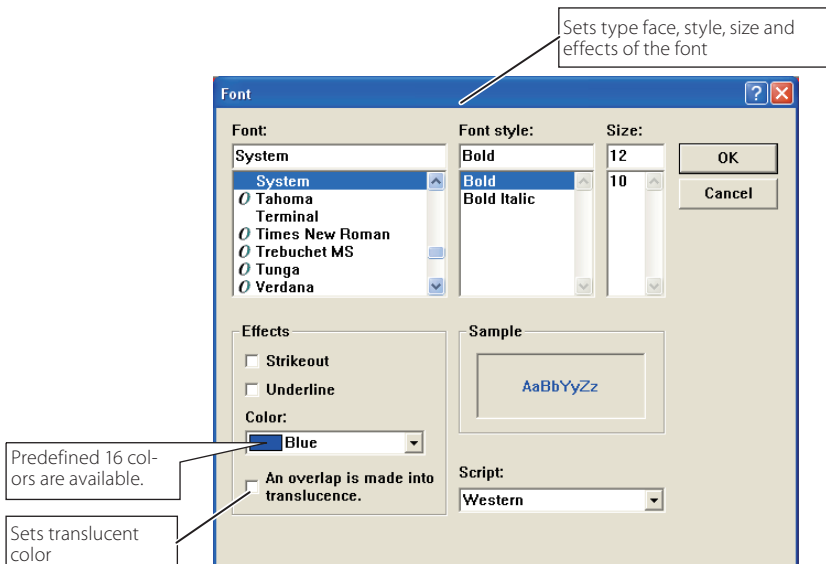 Sets type face, style, size and
effects of the font
Font
Font:
Font style:
Size:
System
Bold
12
OK
System
Bold
10
Cancel
O Tahoma
Bold Italic
Terminal
O Times New Roman
O Trebuchet MS
O Tunga
O Verdana
Effects
Sample
Strikeout
AaBbYyZz
Underline
Color:
Blue
Predefined 16 col-
ors are available.
An overlap is made into
translucence.
Script:
Western
Sets translucent
color